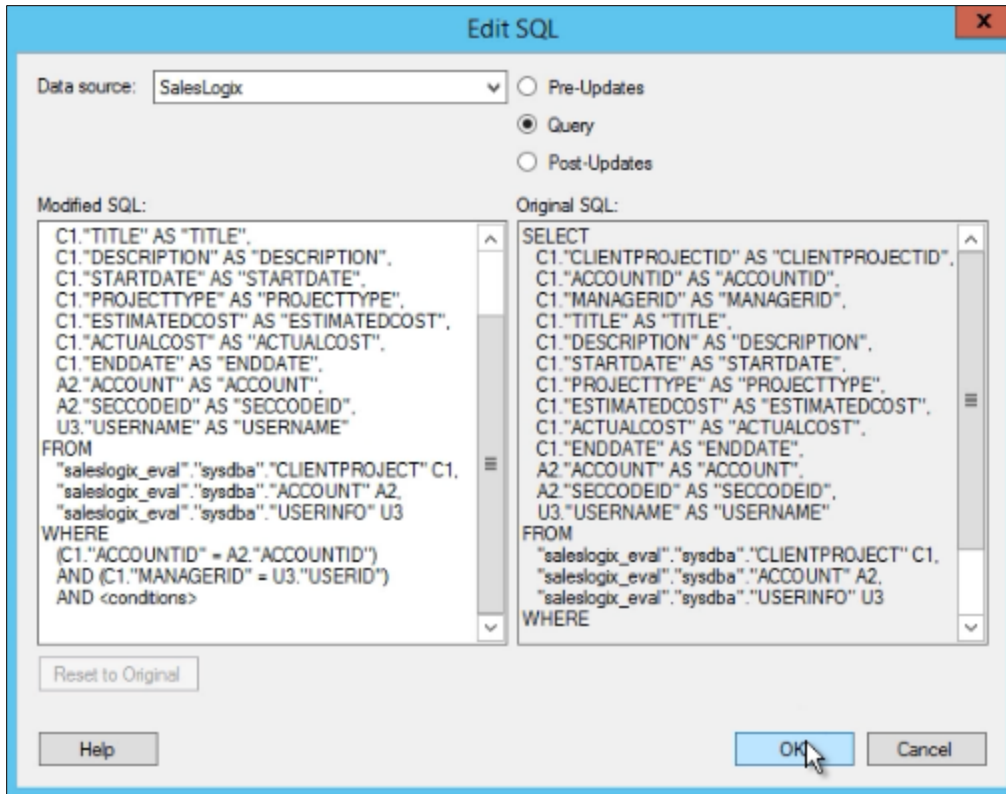 Edit SQL
x
Data source: SalesLogix
Pre-Updates
Query
Post-Updates
Modified SQL:
C1."TITLE" AS "TITLE",
C1."DESCRIPTION" AS "DESCRIPTION",
C1."STARTDATE" AS "STARTDATE",
C1."PROJECTTYPE" AS "PROJECTTYPE",
C1."ESTIMATEDCOST" AS "ESTIMATEDCOST",
C1."ACTUALCOST" AS "ACTUALCOST",
C1."ENDDATE" AS "ENDDATE",
A2."ACCOUNT" AS "ACCOUNT",
A2."SECCODEID" AS "SECCODEID",
U3."USERNAME" AS "USERNAME"
FROM
"saleslogix_eval"."sysdba"."CLIENTPROJECT" C1,
"saleslogix_eval"."sysdba"."ACCOUNT" A2,
"saleslogix_eval"."sysdba"."USERINFO" U3
WHERE
(C1."ACCOUNTID" = A2."ACCOUNTID")
AND (C1."MANAGERID" = U3."USERID")
AND <conditions>
Original SQL:
SELECT
C1."CLIENTPROJECTID" AS "CLIENTPROJECTID",
C1."ACCOUNTID" AS "ACCOUNTID",
C1."MANAGERID" AS "MANAGERID",
C1."TITLE" AS "TITLE",
C1."DESCRIPTION" AS "DESCRIPTION",
C1."STARTDATE" AS "STARTDATE",
C1."PROJECTTYPE" AS "PROJECTTYPE",
C1."ESTIMATEDCOST" AS "ESTIMATEDCOST",
C1."ACTUALCOST" AS "ACTUALCOST",
C1."ENDDATE" AS "ENDDATE",
A2."ACCOUNT" AS "ACCOUNT",
A2."SECCODEID" AS "SECCODEID",
U3."USERNAME" AS "USERNAME"
FROM
"saleslogix_eval"."sysdba"."CLIENTPROJECT" C1,
"saleslogix_eval"."sysdba"."ACCOUNT" A2,
"saleslogix_eval"."sysdba"."USERINFO" U3
WHERE
Reset to Original
Help
OK
Cancel